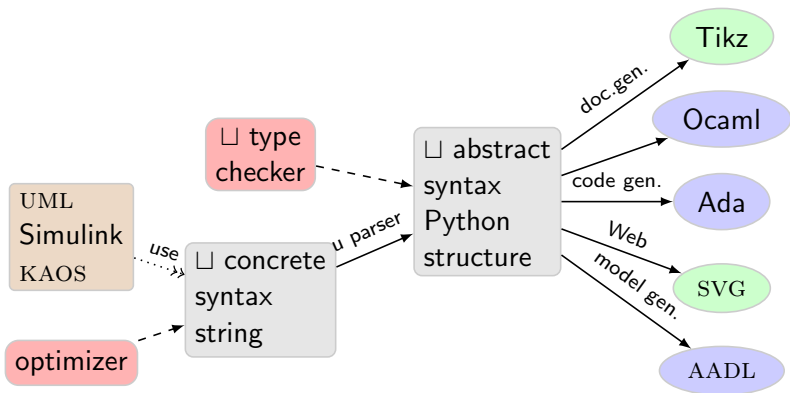 Tikz
doc.gen.
Ocaml
⊔ type
checker
⊔ abstract
syntax
Python
structure
code gen.
Ada
UML
Simulink
KAOS
use
u parser
Web
⊔ concrete
syntax
string
model gen.
SVG
optimizer
AADL